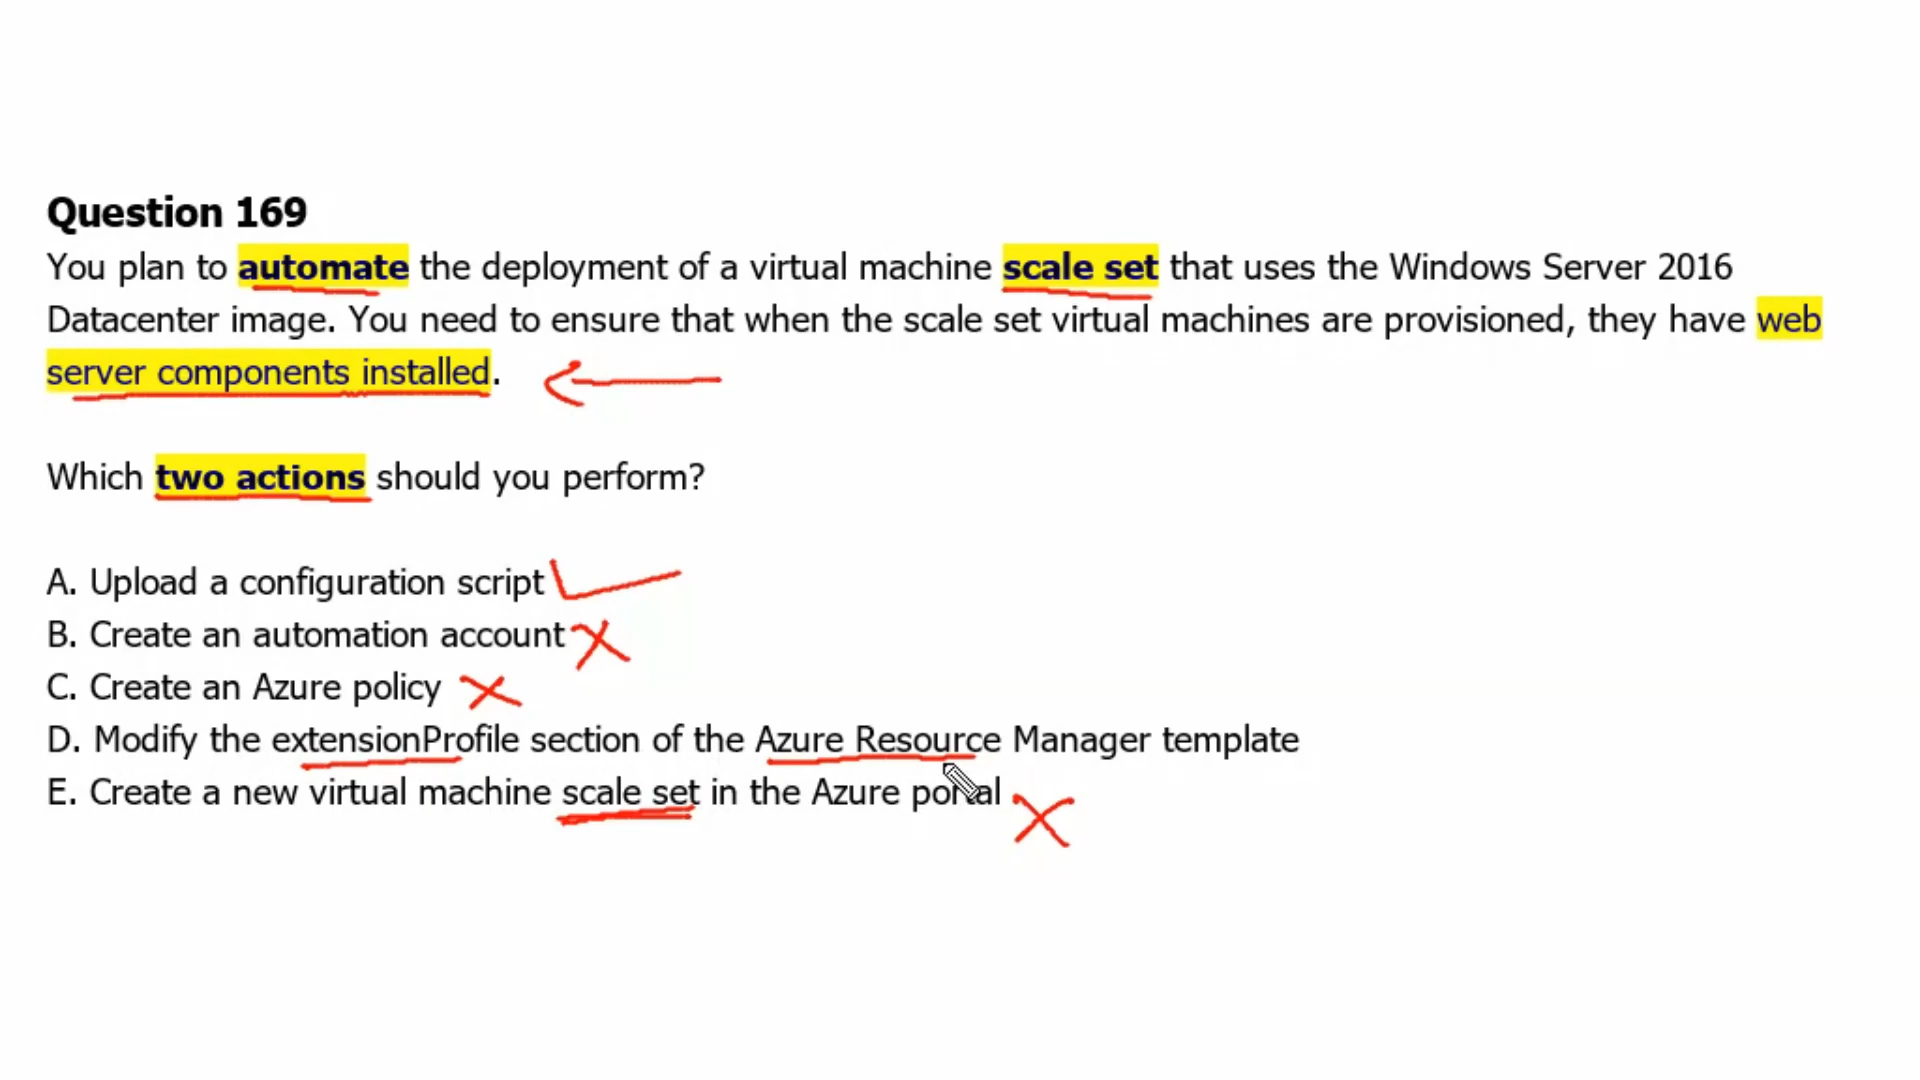 Question 169
You plan to automate the deployment of a virtual machine scale set that uses the Windows Server 2016
Datacenter image. You need to ensure that when the scale set virtual machines are provisioned, they have web
server components installed.
Which two actions should you perform?
A. Upload a configuration script
B. Create an automation account
C. Create an Azure policy
D. Modify the extensionProfile section of the Azure Resource Manager template
E. Create a new virtual machine scale set in the Azure portal